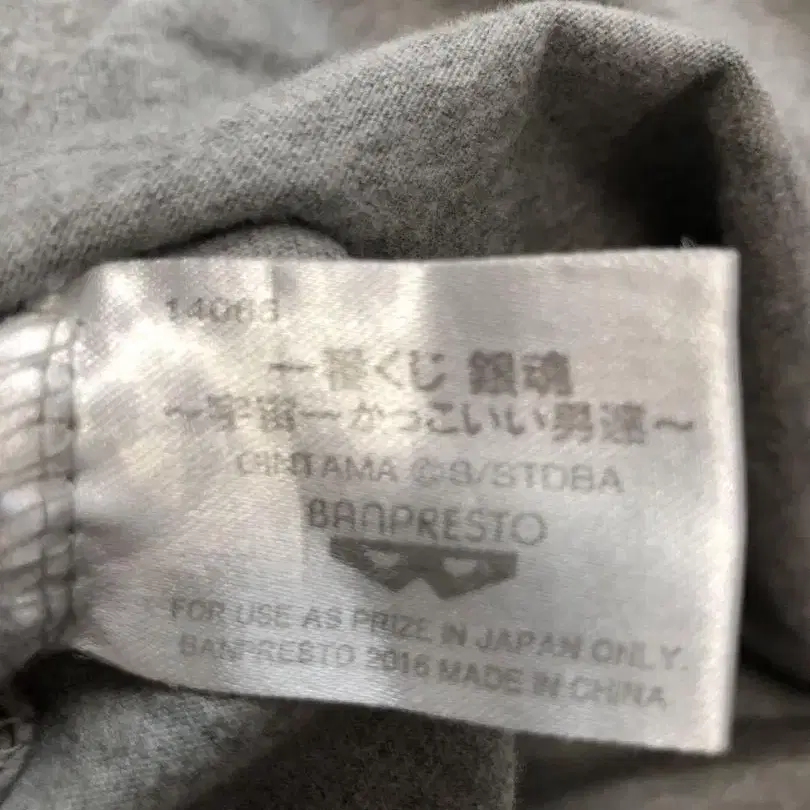 14063
一番くじ 銀魂
～宇宙一かっこいい男達～
GINTAMA ©S/STDBA
BANPRESTO
FOR USE AS PRIZE IN JAPAN ONLY.
BANPRESTO 2016 MADE IN CHINA